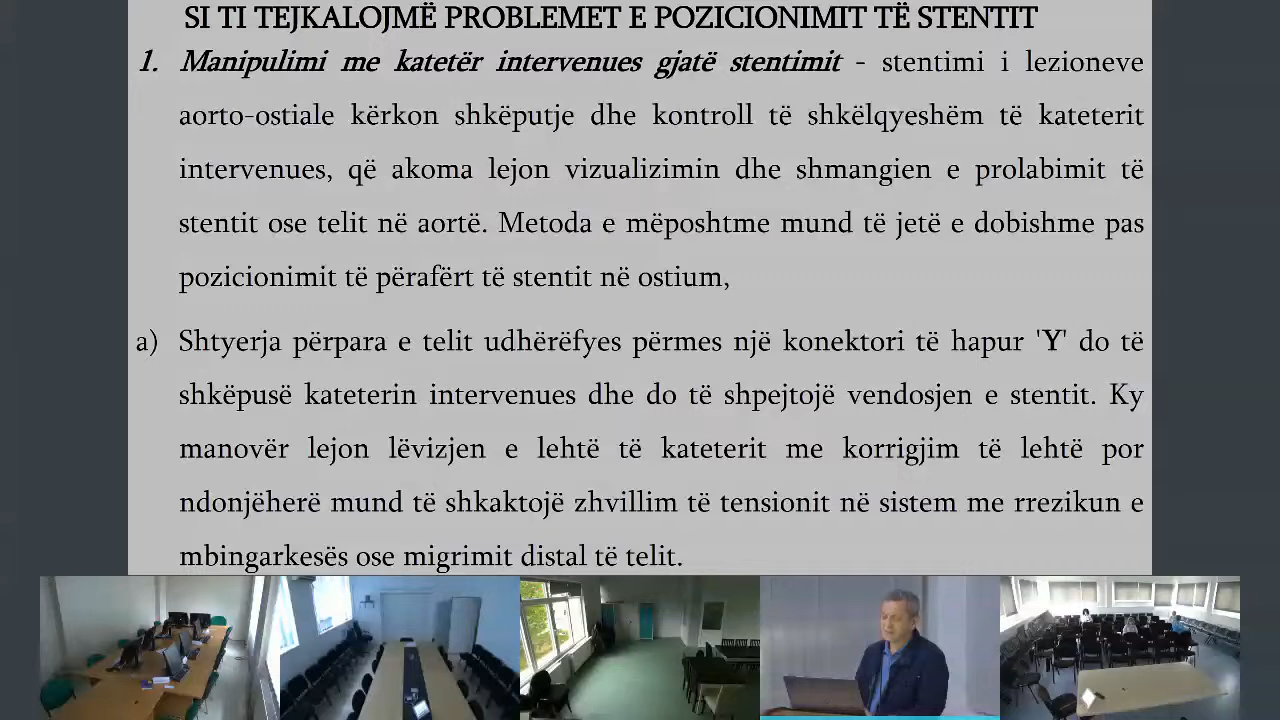 SI TI TEJKALOJMË PROBLEMET E POZICIONIMIT TË STENTIT
1. Manipulimi me katetër intervenues gjatë stentimit - stentimi i lezioneve
aorto-ostiale kërkon shkëputje dhe kontroll të shkëlqyeshëm të kateterit
intervenues, që akoma lejon vizualizimin dhe shmangien e prolabimit të
stentit ose telit në aortë. Metoda e mëposhtme mund të jetë e dobishme pas
pozicionimit të përafërt të stentit në ostium,
a) Shtyerja përpara e telit udhërëfyes përmes një konektori të hapur 'Y' do të
shkëpusë kateterin intervenues dhe do të shpejtojë vendosjen e stentit. Ky
manovër lejon lëvizjen e lehtë të kateterit me korrigjim të lehtë por
ndonjëherë mund të shkaktojë zhvillim të tensionit në sistem me rrezikun e
mbingarkesës ose migrimit distal të telit.